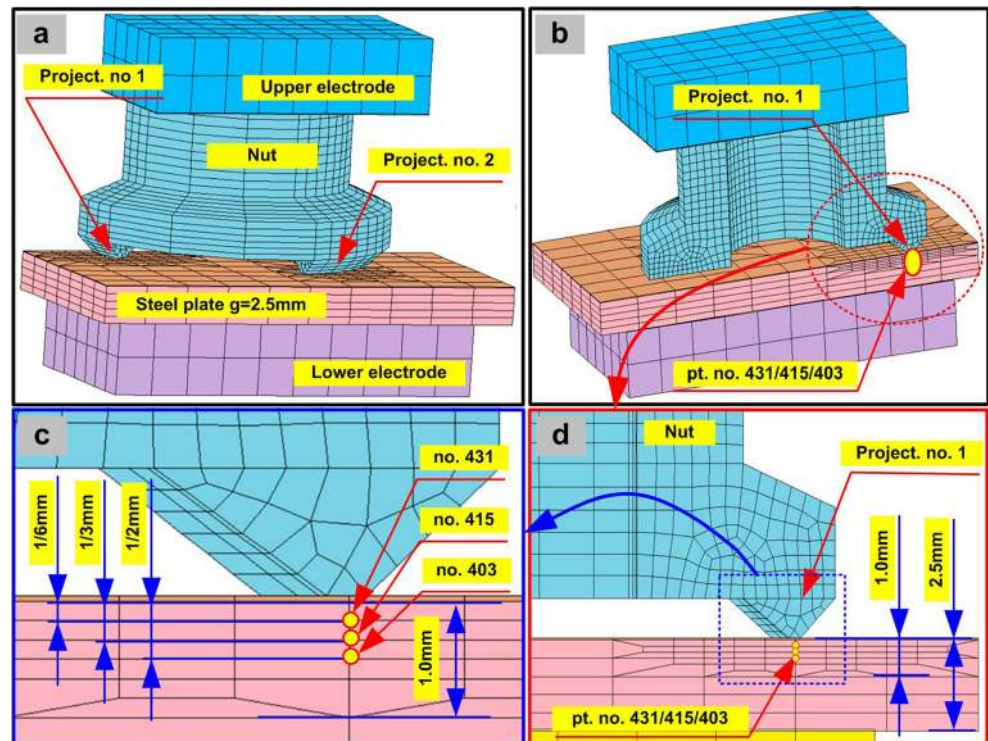 a
Project. no 1
Upper electrode
Nut
Project. no. 2
Steel plate g=2.5mm
Lower electrode
b
Project. no. 1
pt. no. 431/415/403
c
no. 431
no. 415
no. 403
1/6mm
1/3mm
1/2mm
1.0mm
d
Nut
Project. no. 1
1.0mm
2.5mm
pt. no. 431/415/403